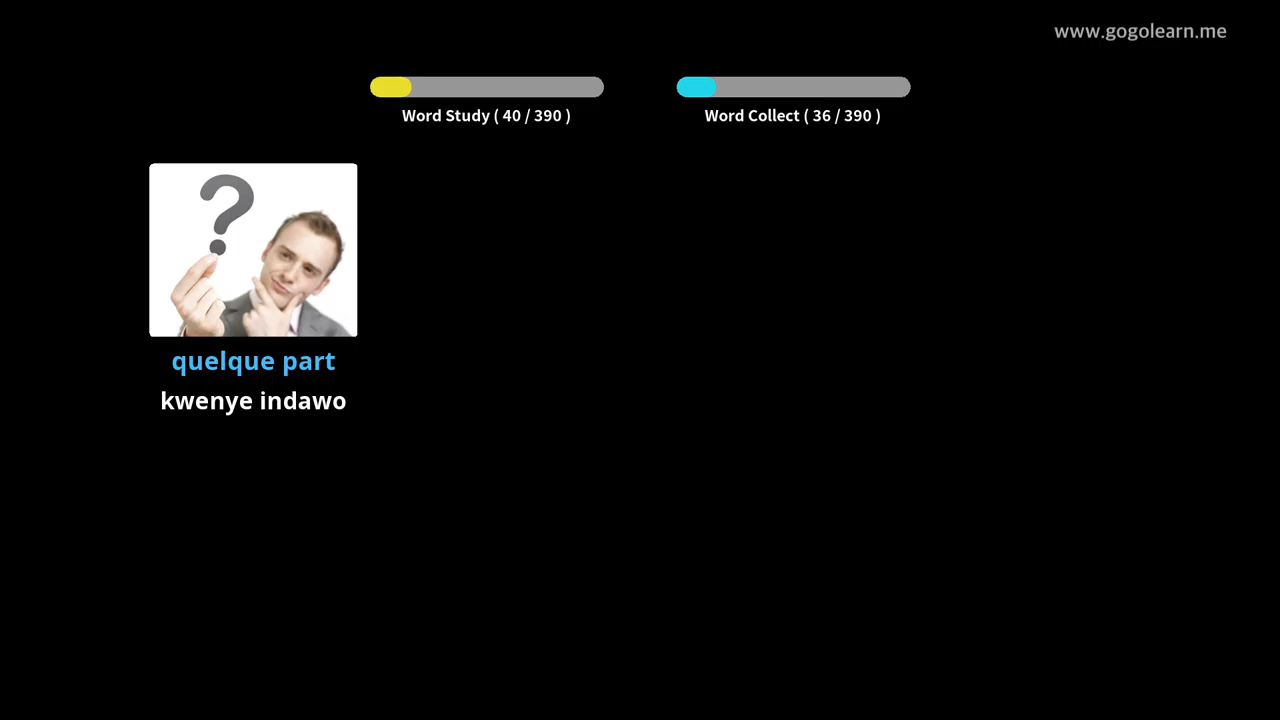 www.gogolearn.me
Word Study ( 40 / 390 )
Word Collect ( 36 / 390 )
?
quelque part
kwenye indawo